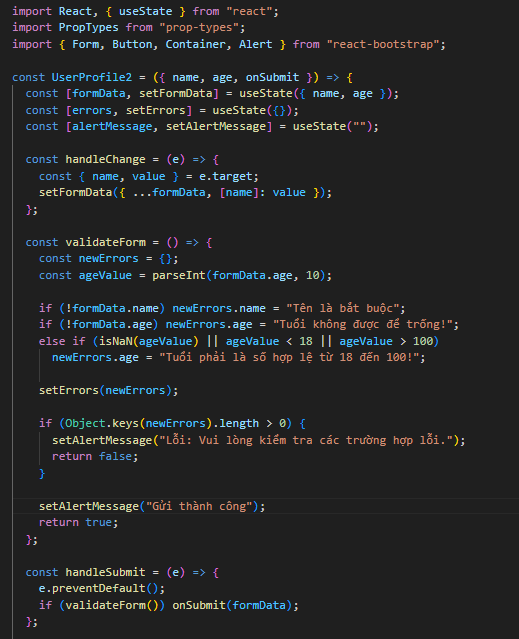 import React, { useState } from "react";
import PropTypes from "prop-types";
import { Form, Button, Container, Alert } from "react-bootstrap";

const UserProfile2 = ({ name, age, onSubmit }) => {
  const [formData, setFormData] = useState({ name, age });
  const [errors, setErrors] = useState({});
  const [alertMessage, setAlertMessage] = useState("");

  const handleChange = (e) => {
    const { name, value } = e.target;
    setFormData({ ...formData, [name]: value });
  };

  const validateForm = () => {
    const newErrors = {};
    const ageValue = parseInt(formData.age, 10);

    if (!formData.name) newErrors.name = "Tên là bắt buộc";
    if (!formData.age) newErrors.age = "Tuổi không được để trống!";
    else if (isNaN(ageValue) || ageValue < 18 || ageValue > 100)
      newErrors.age = "Tuổi phải là số hợp lệ từ 18 đến 100!";

    setErrors(newErrors);

    if (Object.keys(newErrors).length > 0) {
      setAlertMessage("Lỗi: Vui lòng kiểm tra các trường hợp lỗi.");
      return false;
    }

    setAlertMessage("Gửi thành công");
    return true;
  };

  const handleSubmit = (e) => {
    e.preventDefault();
    if (validateForm()) onSubmit(formData);
  };